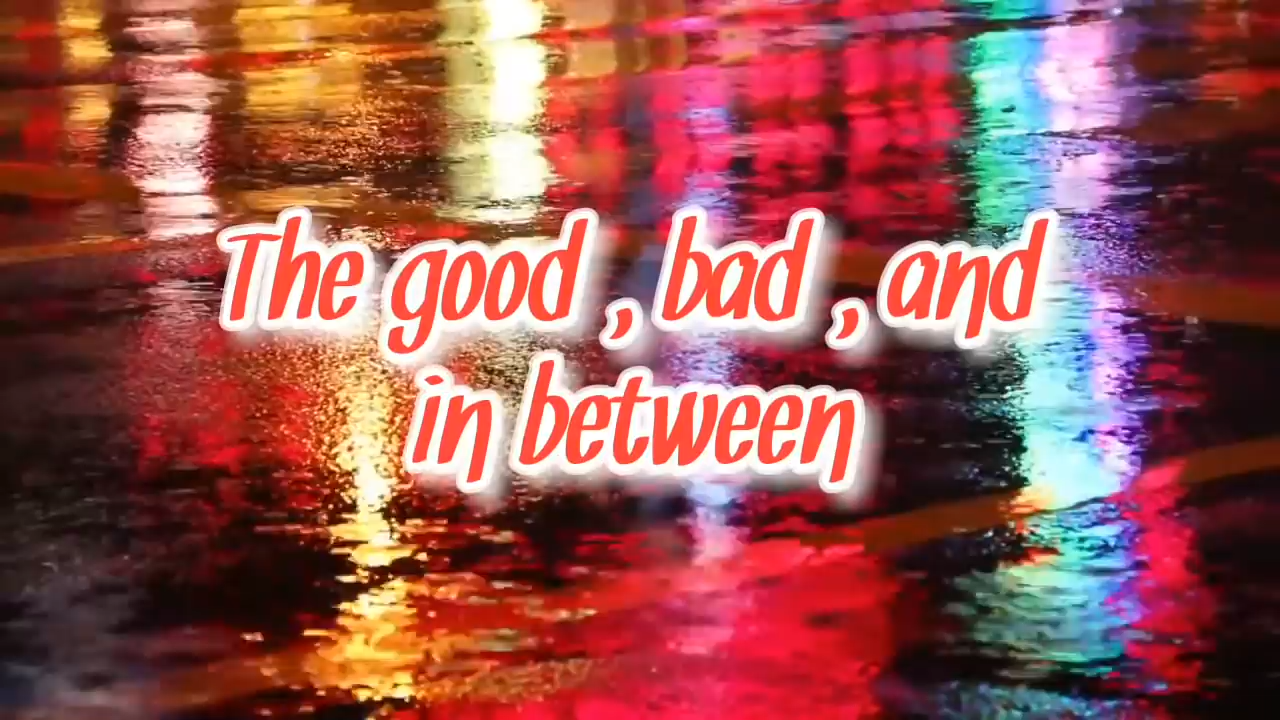 The good , bad , and
in between